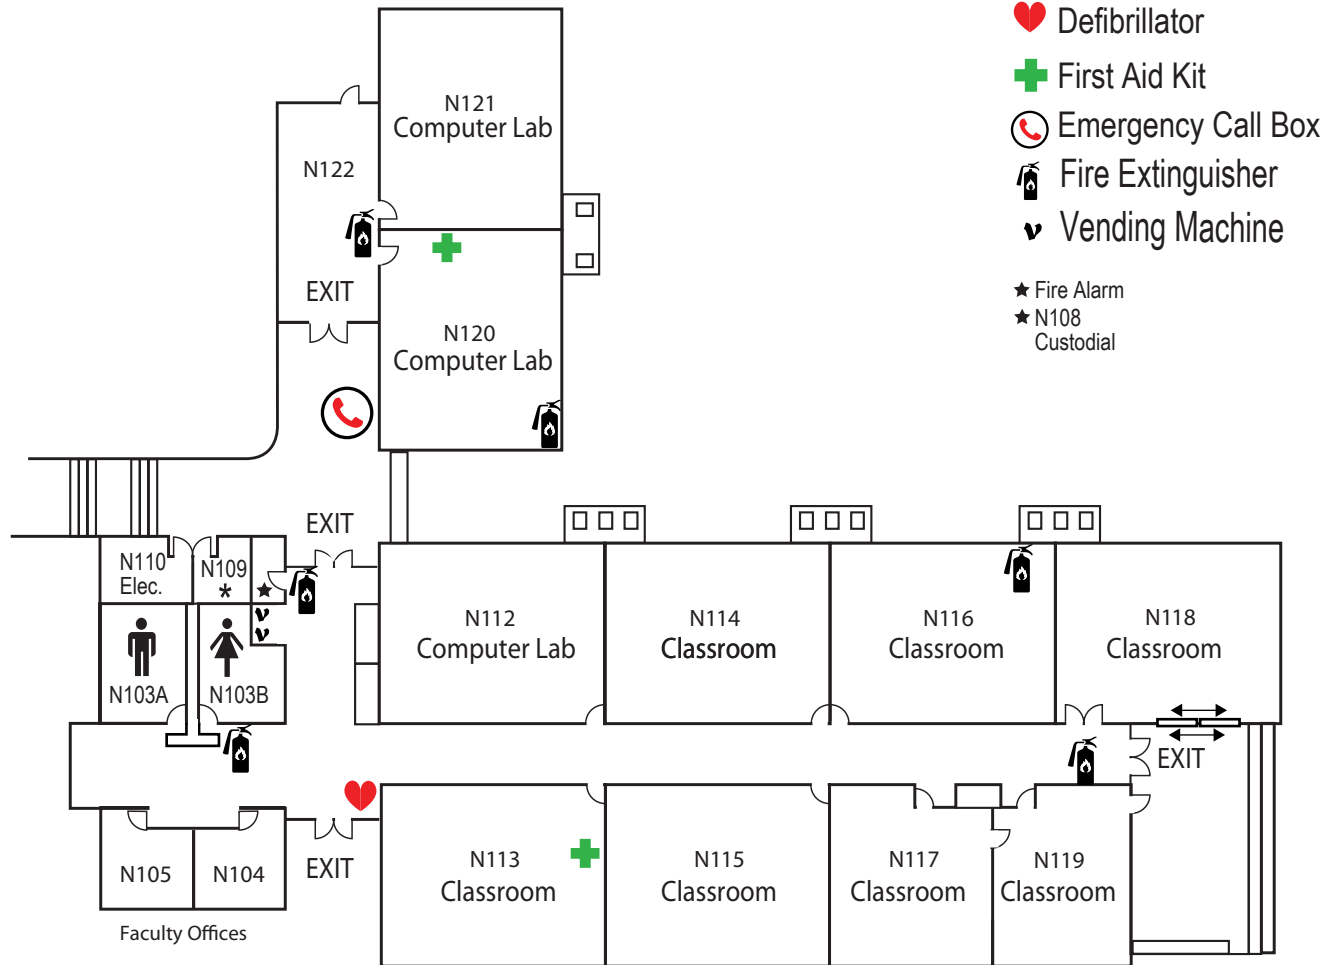 Defibrillator
First Aid Kit
Emergency Call Box
Fire Extinguisher
Vending Machine
★ Fire Alarm
★ N108
Custodial
N121
Computer Lab
N122
EXIT
N120
Computer Lab
EXIT
N110
Elec.
N109
*
N112
Computer Lab
N114
Classroom
N116
Classroom
N118
Classroom
N103A
N103B
EXIT
N105
N104
EXIT
N113
Classroom
N115
Classroom
N117
Classroom
N119
Classroom
Faculty Offices